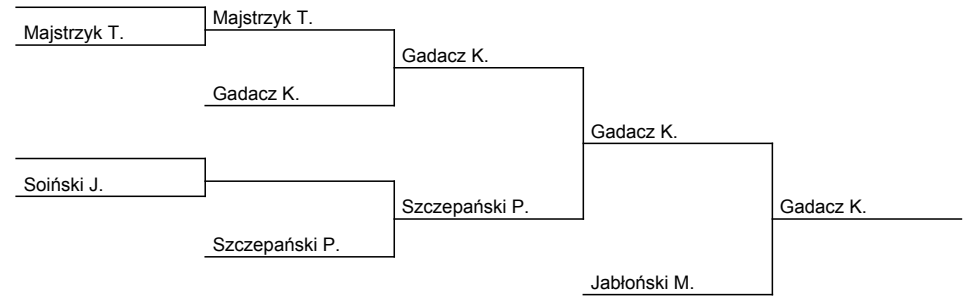 Majstrzyk T.
Majstrzyk T.
Gadacz K.
Gadacz K.
Gadacz K.
Soiński J.
Szczepański P.
Gadacz K.
Szczepański P.
Jabłoński M.